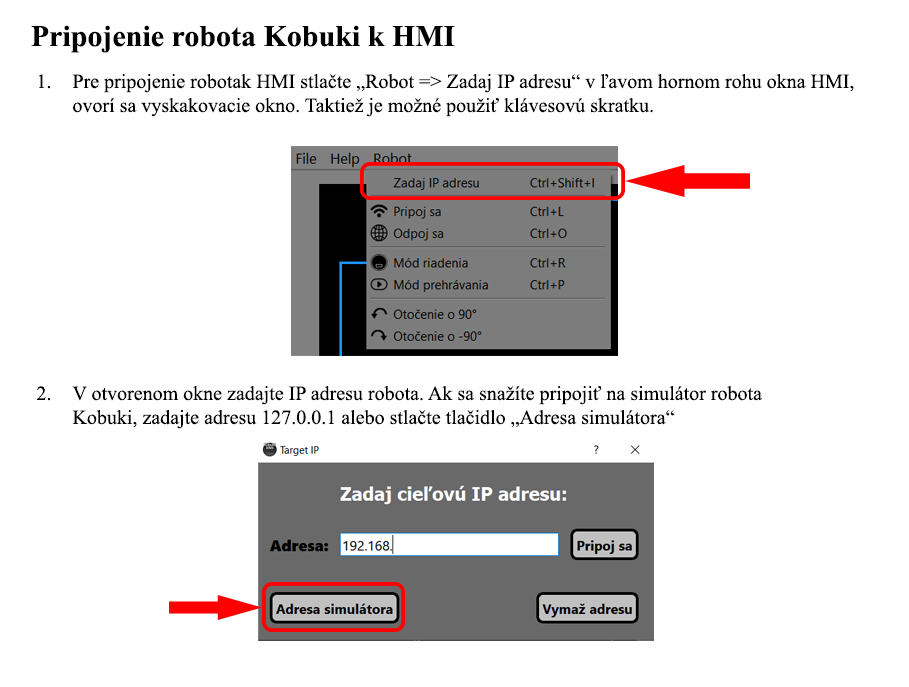 Pripojenie robota Kobuki k HMI
1. Pre pripojenie robotak HMI stlačte „Robot => Zadaj IP adresu“ v ľavom hornom rohu okna HMI,
ovorí sa vyskakovacie okno. Taktiež je možné použiť klávesovú skratku.
File Help Robot
Zadaj IP adresu Ctrl+Shift+I
Pripoj sa Ctrl+L
Odpoj sa Ctrl+O
Mód riadenia Ctrl+R
Mód prehrávania Ctrl+P
Otočenie o 90°
Otočenie o -90°
2. V otvorenom okne zadajte IP adresu robota. Ak sa snažíte pripojiť na simulátor robota
Kobuki, zadajte adresu 127.0.0.1 alebo stlačte tlačidlo „Adresa simulátora“
Target IP ?
Zadaj cieľovú IP adresu:
Adresa: 192.168. Pripoj sa
Adresa simulátora Vymaž adresu